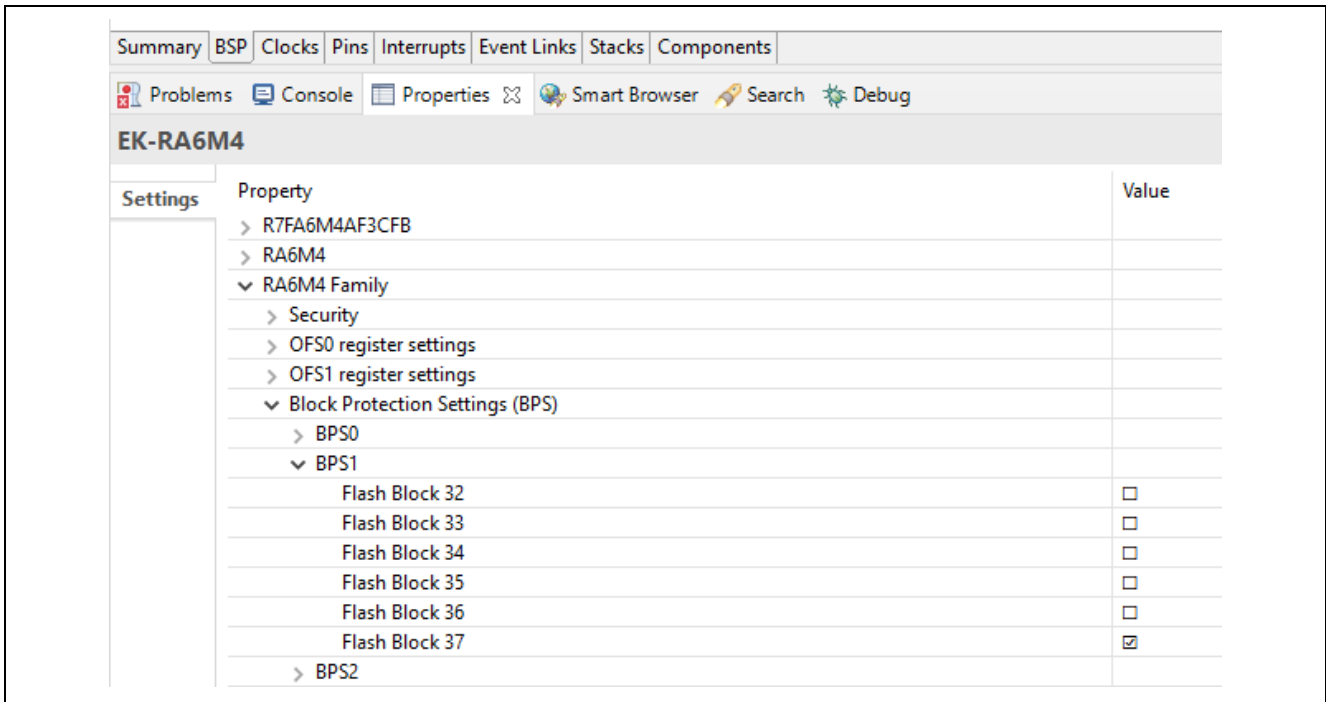 Summary BSP Clocks Pins Interrupts Event Links Stacks Components
Problems Console Properties Smart Browser Search Debug
EK-RA6M4
Settings Property Value
R7FA6M4AF3CFB
RA6M4
RA6M4 Family
Security
OFS0 register settings
OFS1 register settings
Block Protection Settings (BPS)
BPS0
BPS1
Flash Block 32
Flash Block 33
Flash Block 34
Flash Block 35
Flash Block 36
Flash Block 37
BPS2